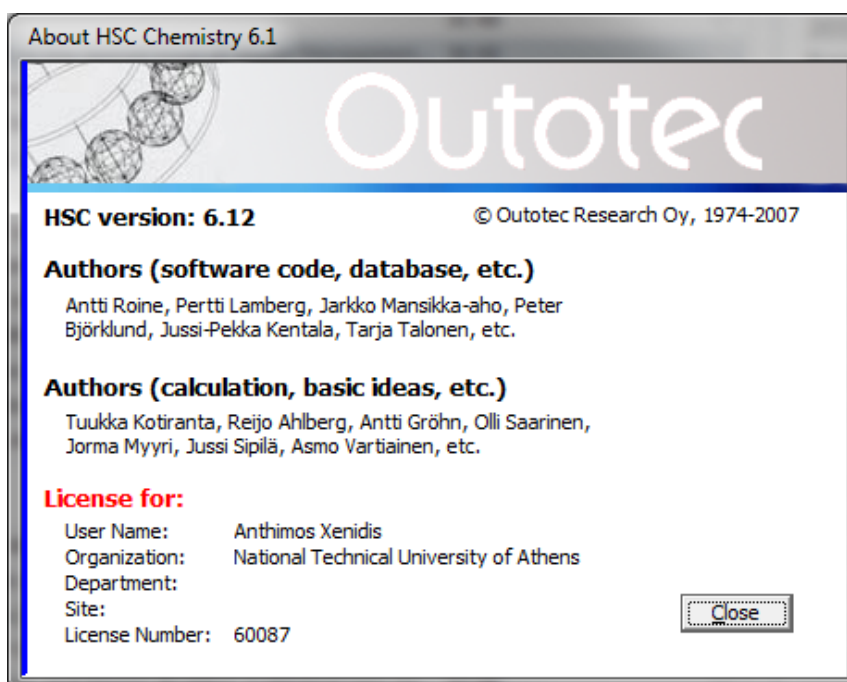 About HSC Chemistry 6.1
Outotec
HSC version: 6.12 © Outotec Research Oy, 1974-2007
Authors (software code, database, etc.)
Antti Roine, Pertti Lamberg, Jarkko Mansikka-aho, Peter
Björklund, Jussi-Pekka Kentala, Tarja Talonen, etc.
Authors (calculation, basic ideas, etc.)
Tuukka Kotiranta, Reijo Ahlberg, Antti Gröhn, Olli Saarinen,
Jorma Myyri, Jussi Sipilä, Asmo Vartiainen, etc.
License for:
User Name: Anthimos Xenidis
Organization: National Technical University of Athens
Department:
Site:
License Number: 60087
Close